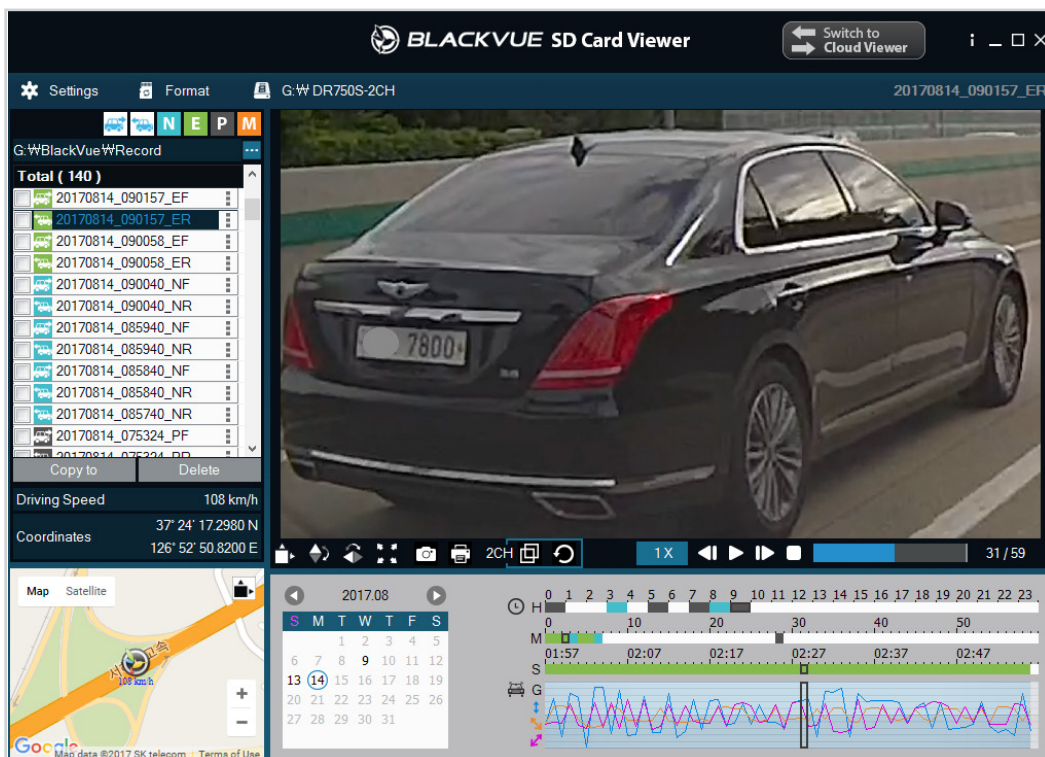 BLACKVUE SD Card Viewer
Switch to
Cloud Viewer
Settings
Format
G:₩ DR750S-2CH
20170814_090157_ER
N E P M
G:₩BlackVue₩Record
Total ( 140 )
20170814_090157_EF
20170814_090157_ER
20170814_090058_EF
20170814_090058_ER
20170814_090040_NF
20170814_090040_NR
20170814_085940_NF
20170814_085940_NR
20170814_085840_NF
20170814_085840_NR
20170814_085740_NR
20170814_075324_PF
20170814_075324_PR
Copy to
Delete
Driving Speed 108 km/h
Coordinates
37° 24' 17.2980 N
126° 52' 50.8200 E
7800
2CH
1X
31 / 59
Map Satellite
고속
108 km/h
+
−
Google
Map data ©2017 SK telecom
Terms of Use
2017.08
S M T W T F S
1 2 3 4 5
6 7 8 9 10 11 12
13 14 15 16 17 18 19
20 21 22 23 24 25 26
27 28 29 30 31
H
0 1 2 3 4 5 6 7 8 9 10 11 12 13 14 15 16 17 18 19 20 21 22 23
M
0 10 20 30 40 50
01:57 02:07 02:17 02:27 02:37 02:47
S
G